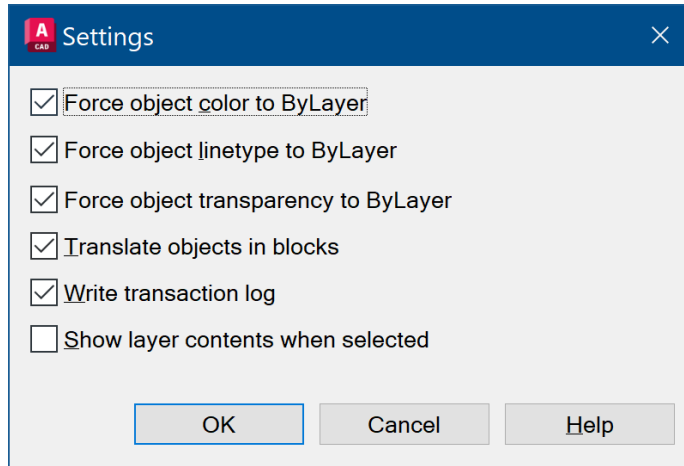 A
CAD
Settings
Force object color to ByLayer
Force object linetype to ByLayer
Force object transparency to ByLayer
Translate objects in blocks
Write transaction log
Show layer contents when selected
OK Cancel Help